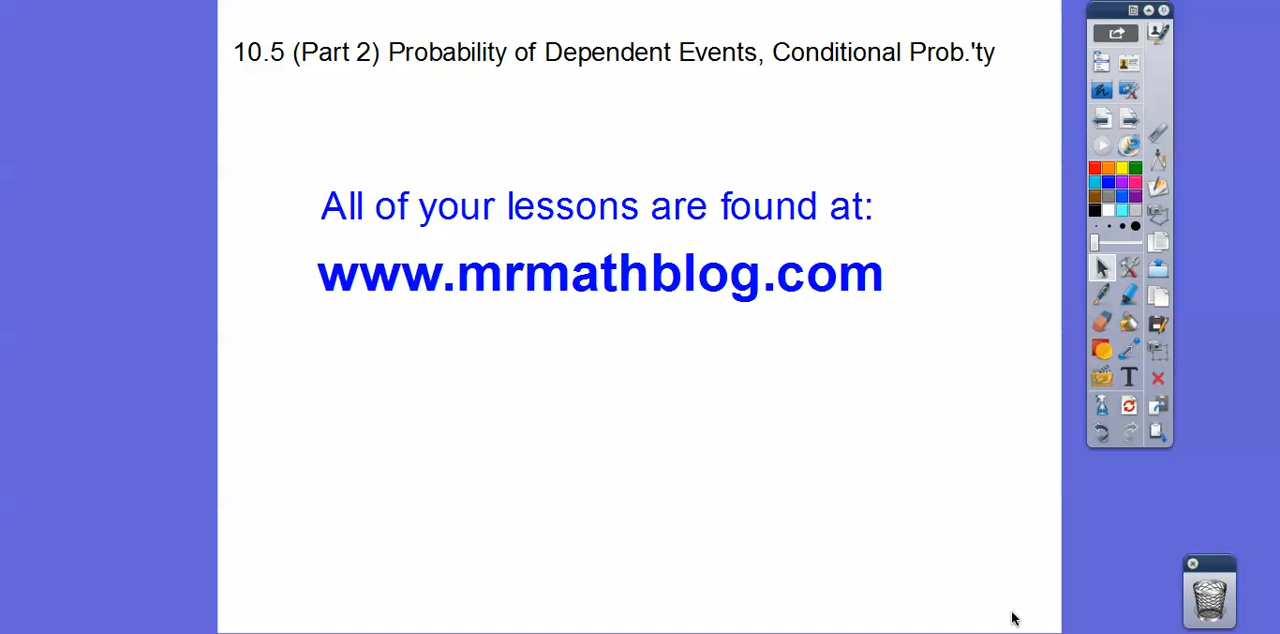 10.5 (Part 2) Probability of Dependent Events, Conditional Prob.'ty
All of your lessons are found at:
www.mrmathblog.com